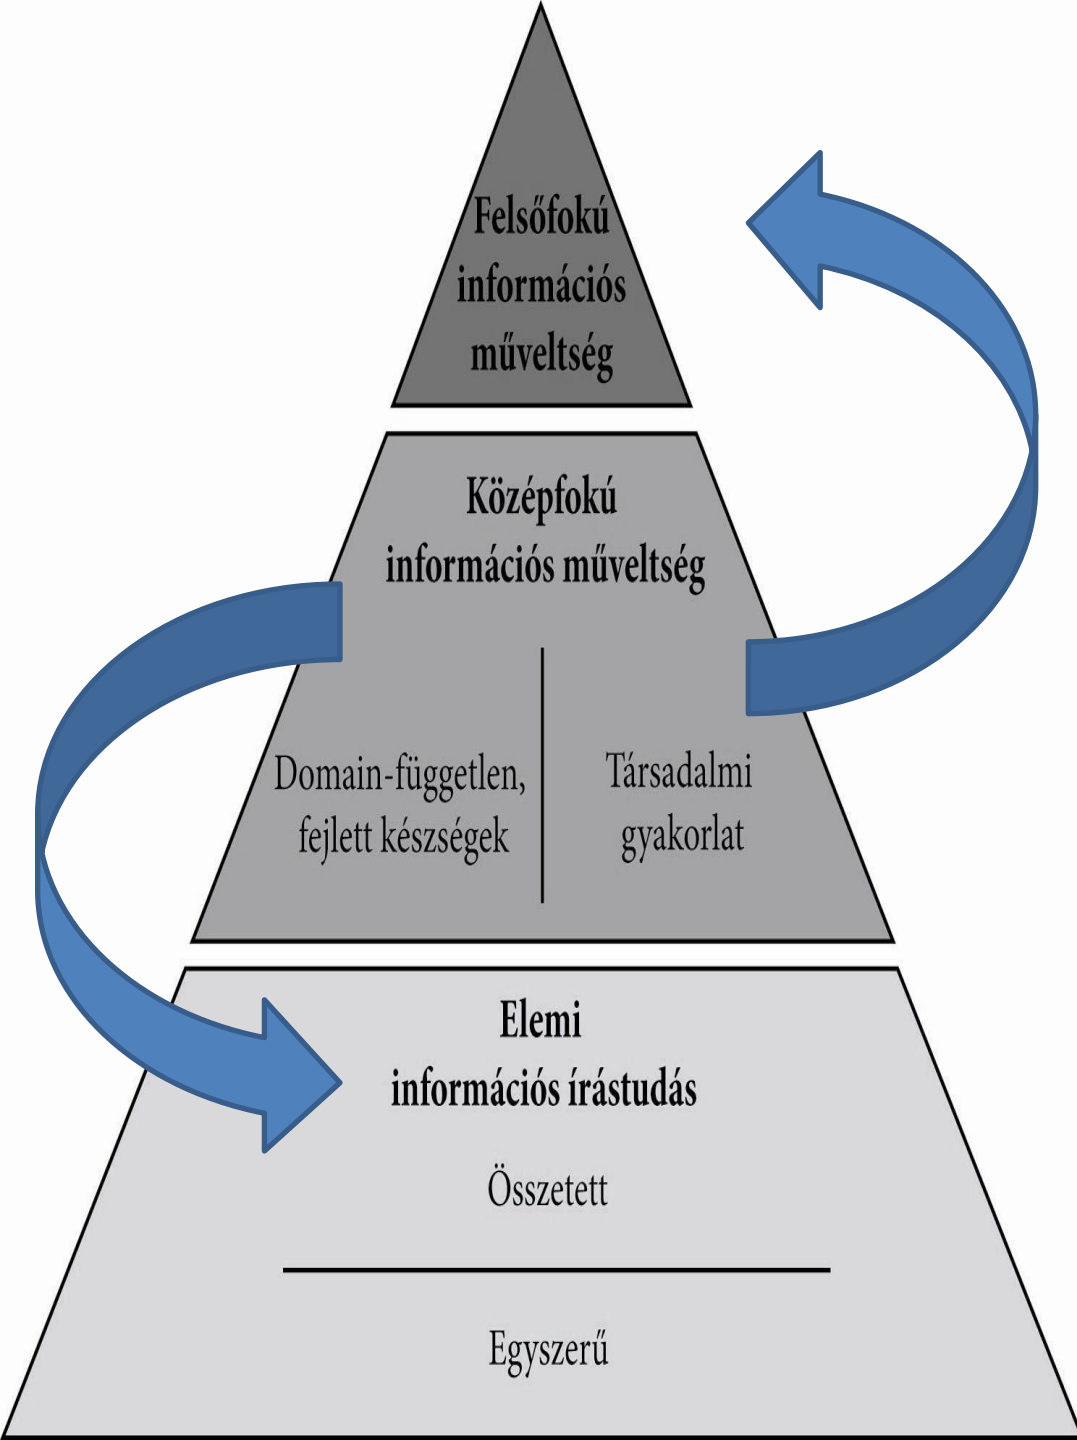 Felsőfokú
információs
műveltség
Középfokú
információs műveltség
Domain-független,
fejlett készségek
Társadalmi
gyakorlat
Elemi
információs írástudás
Összetett
Egyszerű